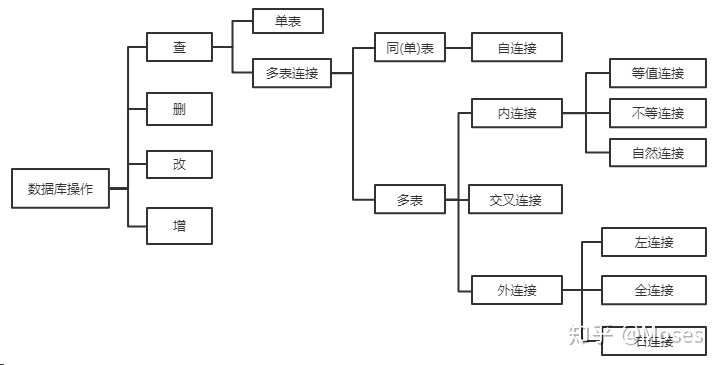 数据库操作
查
删
改
增
单表
多表连接
同(单)表
自连接
多表
内连接
等值连接
不等连接
自然连接
交叉连接
外连接
左连接
全连接
右连接
知乎 @Moses